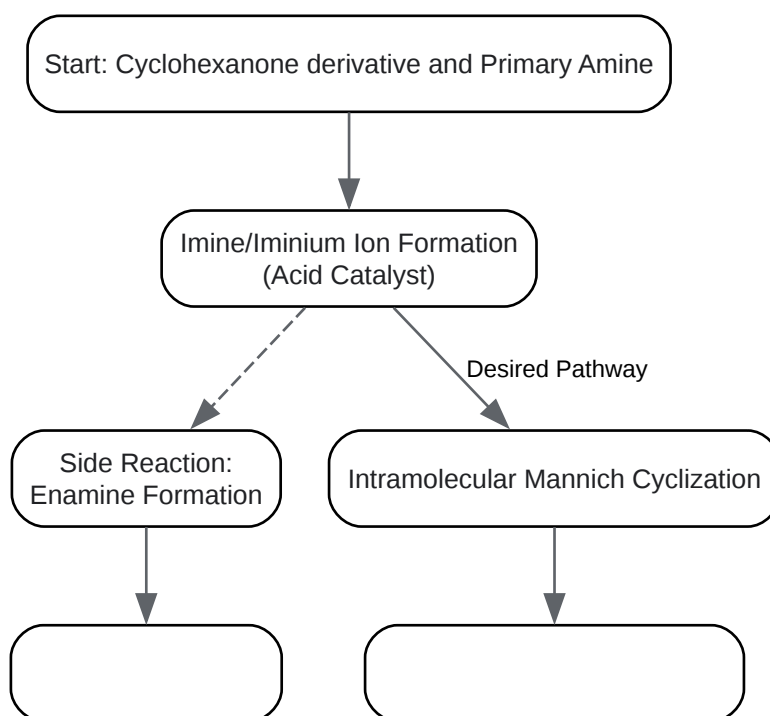 Start: Cyclohexanone derivative and Primary Amine
Imine/Iminium Ion Formation
(Acid Catalyst)
Desired Pathway
Side Reaction:
Enamine Formation
Intramolecular Mannich Cyclization